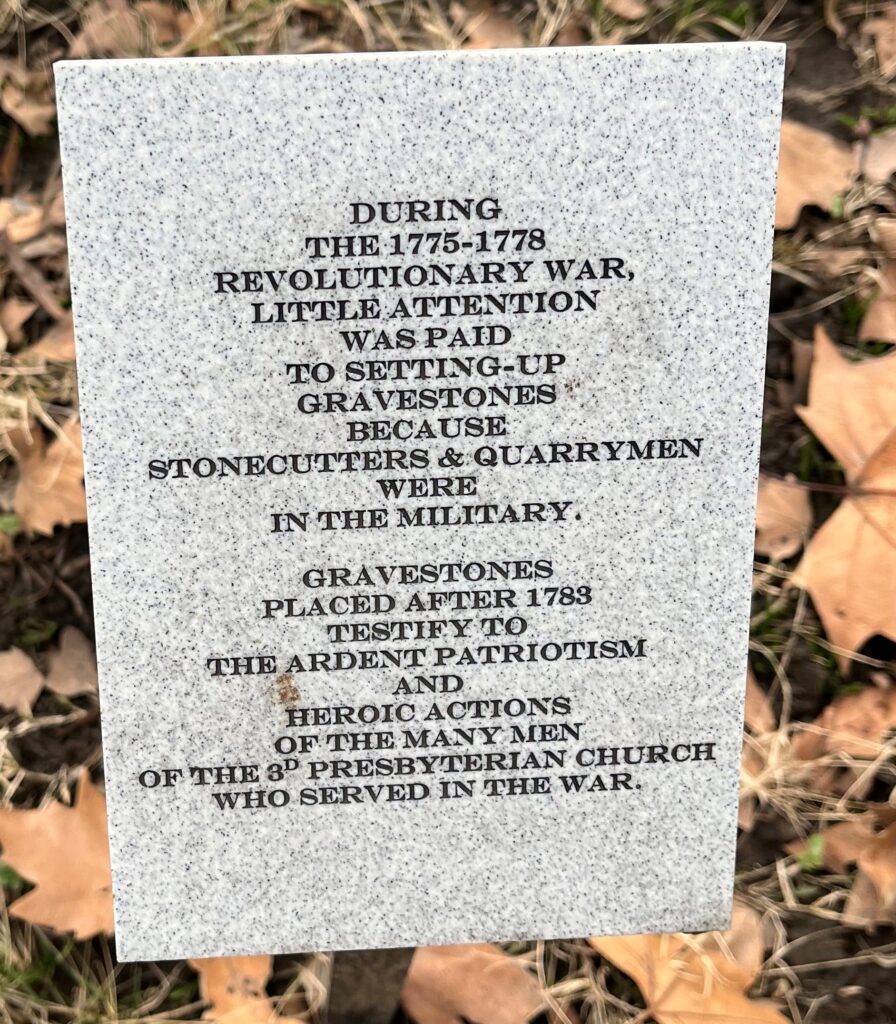 DURING
THE 1775-1778
REVOLUTIONARY WAR,
LITTLE ATTENTION
WAS PAID
TO SETTING-UP
GRAVESTONES
BECAUSE
STONECUTTERS & QUARRYMEN
WERE
IN THE MILITARY.
GRAVESTONES
PLACED AFTER 1783
TESTIFY TO
THE ARDENT PATRIOTISM
AND
HEROIC ACTIONS
OF THE MANY MEN
OF THE 3ᴰ PRESBYTERIAN CHURCH
WHO SERVED IN THE WAR.